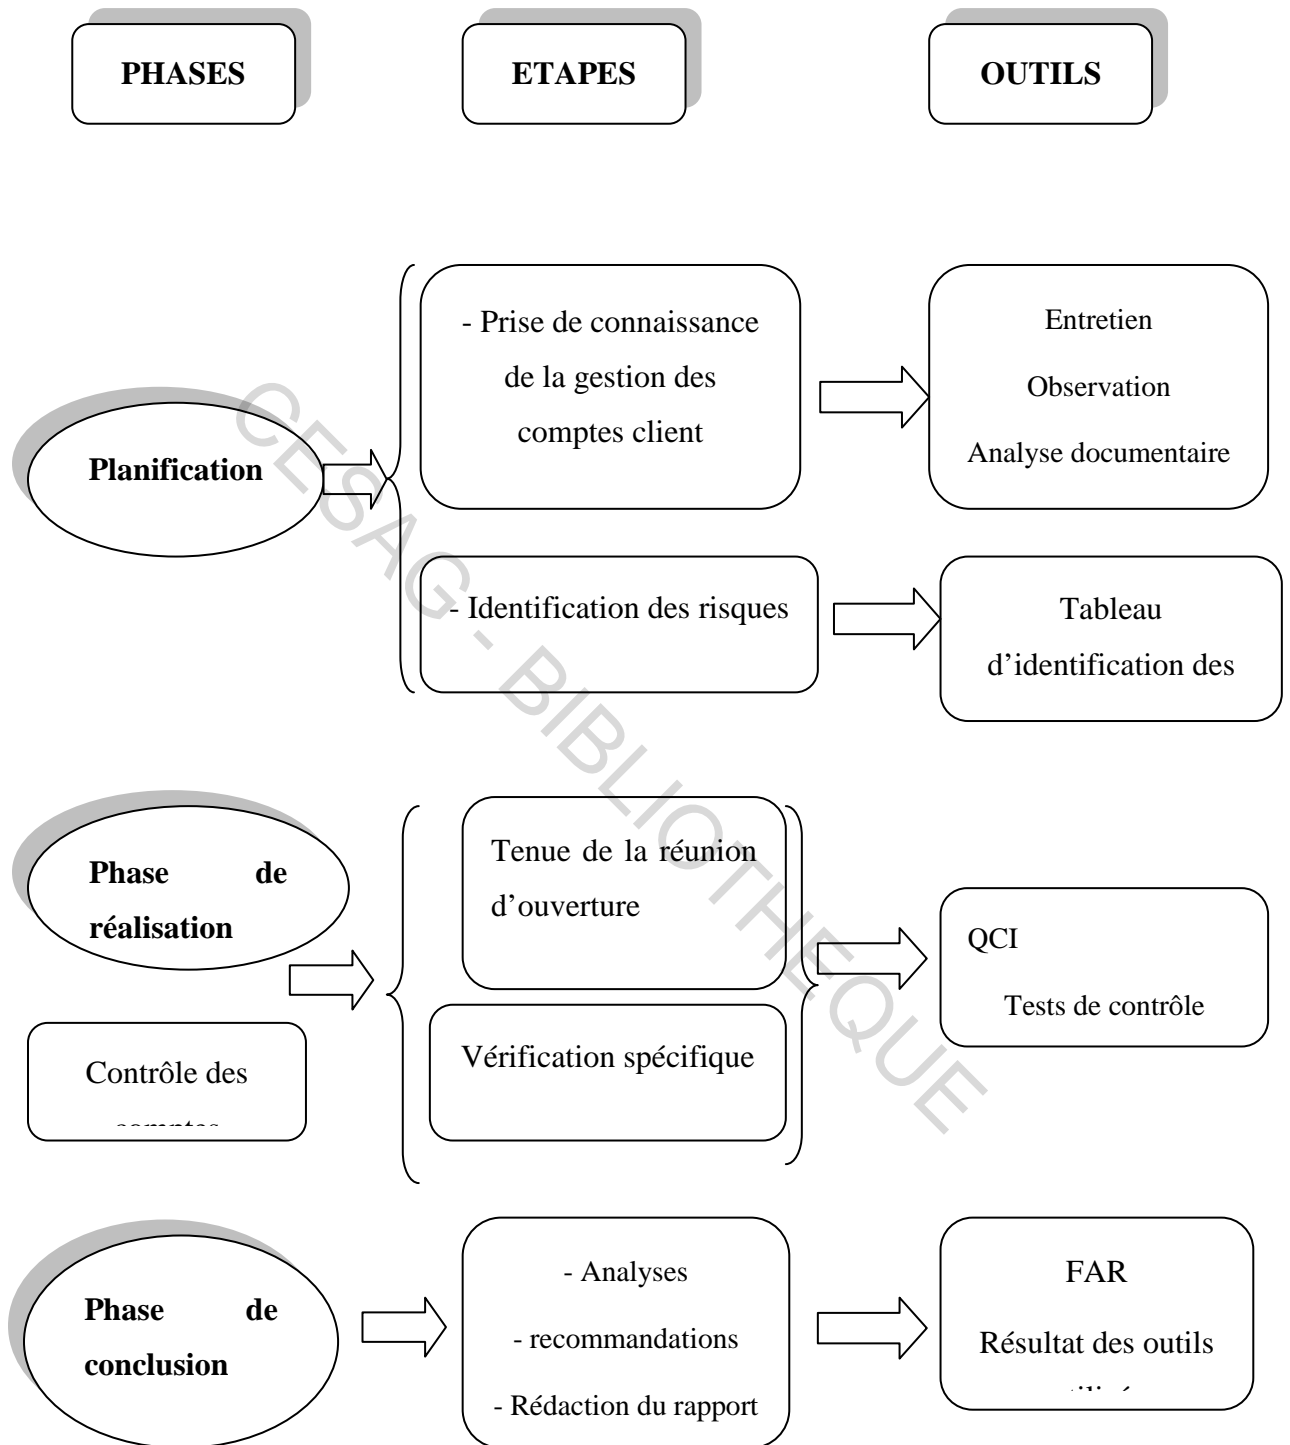 PHASES
ETAPES
OUTILS
Planification
- Prise de connaissance
de la gestion des
comptes client
Entretien
Observation
Analyse documentaire
- Identification des risques
Tableau
d’identification des
Phase de
réalisation
Contrôle des
Tenue de la réunion
d’ouverture
Vérification spécifique
QCI
Tests de contrôle
Phase de
conclusion
- Analyses
- recommandations
- Rédaction du rapport
FAR
Résultat des outils
CESAG - BIBLIOTHEQUE